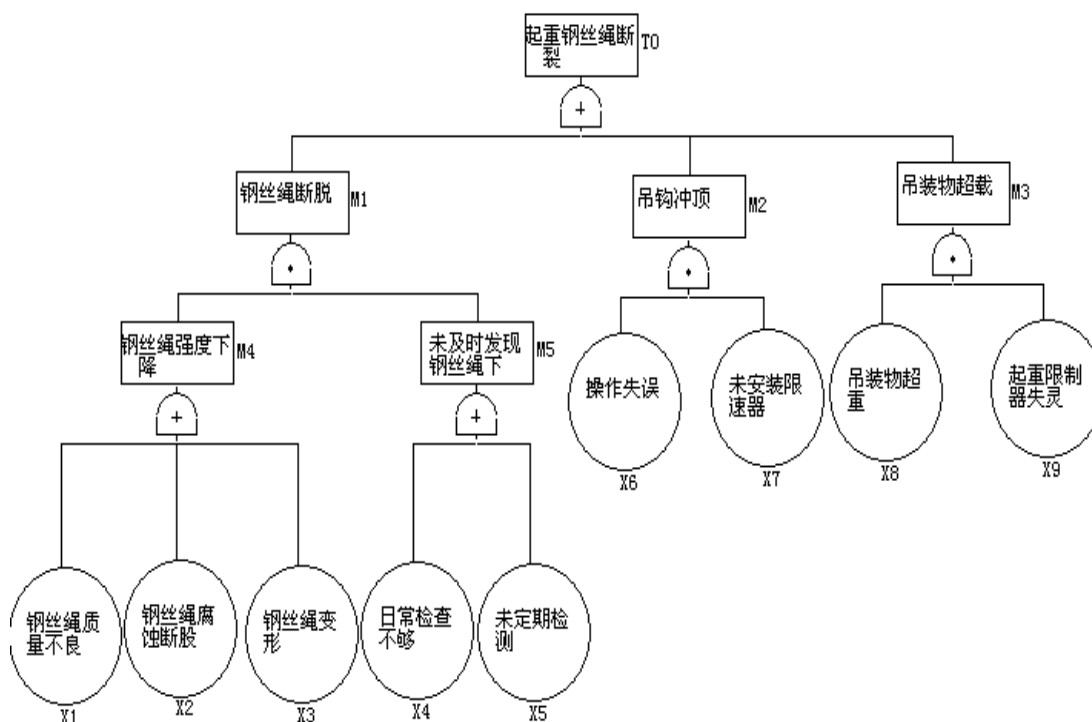 起重钢丝绳断
裂
T0
+
钢丝绳断脱
M1
吊钩冲顶
M2
吊装物超载
M3
·
·
·
钢丝绳强度下
降
M4
未及时发现
钢丝绳下
M5
操作失误
未安装限
速器
吊装物超
重
起重限制
器失灵
+
+
X6
X7
X8
X9
钢丝绳质
量不良
钢丝绳腐
蚀断股
钢丝绳变
形
日常检查
不够
未定期检
测
X1
X2
X3
X4
X5